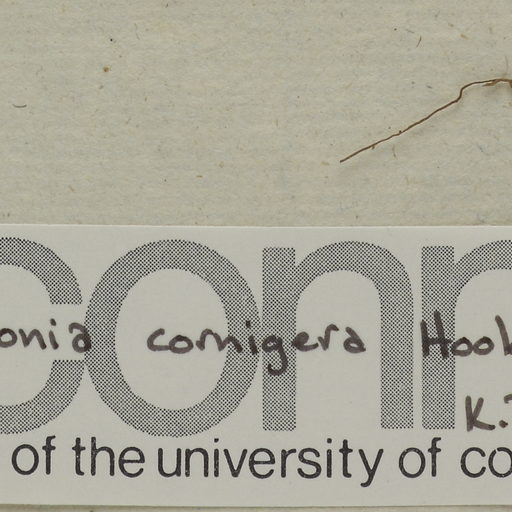 conn
onia cornigera Hook
K.
of the university of co